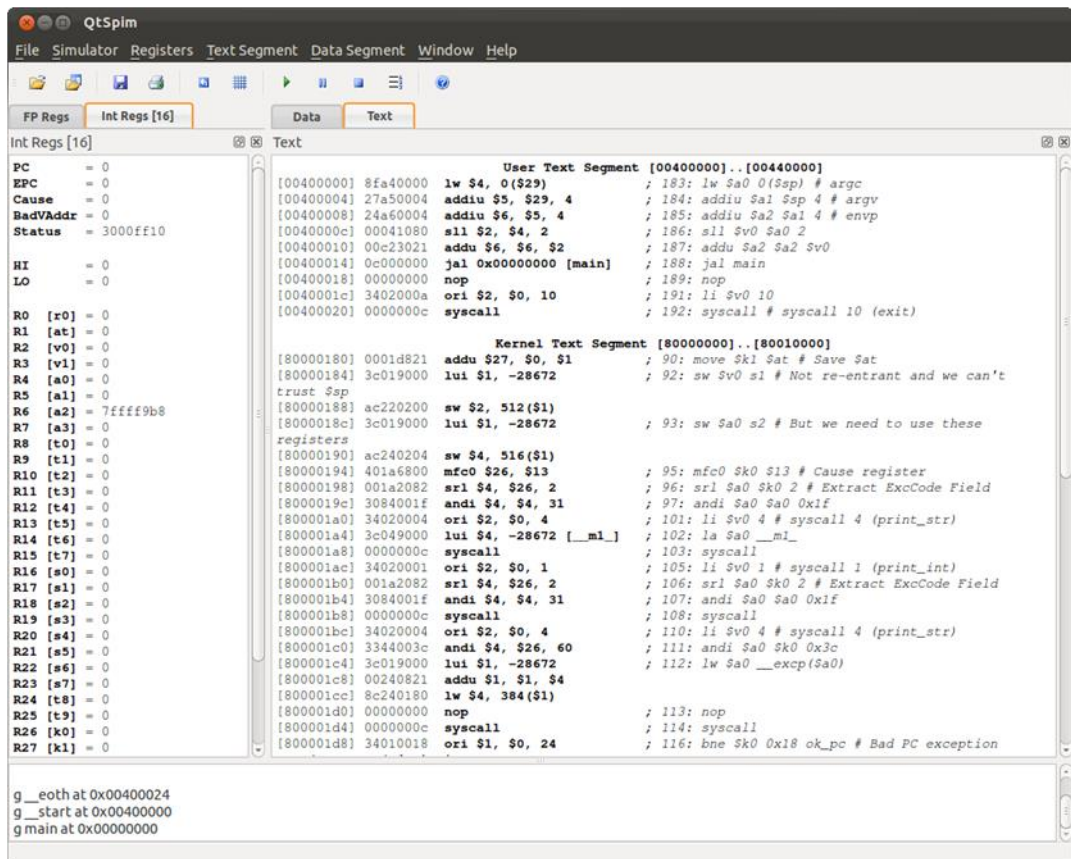 QtSpim
File Simulator Registers Text Segment Data Segment Window Help
FP Regs Int Regs [16] Data Text
Int Regs [16]
PC = 0
EPC = 0
Cause = 0
BadVAddr = 0
Status = 3000ff10
HI = 0
LO = 0
R0 [r0] = 0
R1 [at] = 0
R2 [v0] = 0
R3 [v1] = 0
R4 [a0] = 0
R5 [a1] = 0
R6 [a2] = 7ffff9b8
R7 [a3] = 0
R8 [t0] = 0
R9 [t1] = 0
R10 [t2] = 0
R11 [t3] = 0
R12 [t4] = 0
R13 [t5] = 0
R14 [t6] = 0
R15 [t7] = 0
R16 [s0] = 0
R17 [s1] = 0
R18 [s2] = 0
R19 [s3] = 0
R20 [s4] = 0
R21 [s5] = 0
R22 [s6] = 0
R23 [s7] = 0
R24 [t8] = 0
R25 [t9] = 0
R26 [k0] = 0
R27 [k1] = 0
Text
User Text Segment [00400000]..[00440000]
[00400000] 8fa40000 lw $4, 0($29) ; 183: lw $a0 0($sp) # argc
[00400004] 27a50004 addiu $5, $29, 4 ; 184: addiu $a1 $sp 4 # argv
[00400008] 24a60004 addiu $6, $5, 4 ; 185: addiu $a2 $a1 4 # envp
[0040000c] 00041080 sll $2, $4, 2 ; 186: sll $v0 $a0 2
[00400010] 00c23021 addu $6, $6, $2 ; 187: addu $a2 $a2 $v0
[00400014] 0c000000 jal 0x00000000 [main] ; 188: jal main
[00400018] 00000000 nop ; 189: nop
[0040001c] 3402000a ori $2, $0, 10 ; 191: li $v0 10
[00400020] 0000000c syscall ; 192: syscall # syscall 10 (exit)
Kernel Text Segment [80000000]..[80010000]
[80000180] 0001d821 addu $27, $0, $1 ; 90: move $k1 $at # Save $at
[80000184] 3c019000 lui $1, -28672 ; 92: sw $v0 s1 # Not re-entrant and we can't
trust $sp
[80000188] ac220200 sw $2, 512($1)
[8000018c] 3c019000 lui $1, -28672 ; 93: sw $a0 s2 # But we need to use these
registers
[80000190] ac240204 sw $4, 516($1)
[80000194] 401a6800 mfc0 $26, $13 ; 95: mfc0 $k0 $13 # Cause register
[80000198] 001a2082 srl $4, $26, 2 ; 96: srl $a0 $k0 2 # Extract ExcCode Field
[8000019c] 3084001f andi $4, $4, 31 ; 97: andi $a0 $a0 0x1f
[800001a0] 34020004 ori $2, $0, 4 ; 101: li $v0 4 # syscall 4 (print_str)
[800001a4] 3c049000 lui $4, -28672 [__m1_] ; 102: la $a0 __m1_
[800001a8] 0000000c syscall ; 103: syscall
[800001ac] 34020001 ori $2, $0, 1 ; 105: li $v0 1 # syscall 1 (print_int)
[800001b0] 001a2082 srl $4, $26, 2 ; 106: srl $a0 $k0 2 # Extract ExcCode Field
[800001b4] 3084001f andi $4, $4, 31 ; 107: andi $a0 $a0 0x1f
[800001b8] 0000000c syscall ; 108: syscall
[800001bc] 34020004 ori $2, $0, 4 ; 110: li $v0 4 # syscall 4 (print_str)
[800001c0] 3344003c andi $4, $26, 60 ; 111: andi $a0 $k0 0x3c
[800001c4] 3c019000 lui $1, -28672 ; 112: lw $a0 __excp($a0)
[800001c8] 00240821 addu $1, $1, $4
[800001cc] 8c240180 lw $4, 384($1)
[800001d0] 00000000 nop ; 113: nop
[800001d4] 0000000c syscall ; 114: syscall
[800001d8] 34010018 ori $1, $0, 24 ; 116: bne $k0 0x18 ok_pc # Bad PC exception
g __eoth at 0x00400024
g __start at 0x00400000
g main at 0x00000000